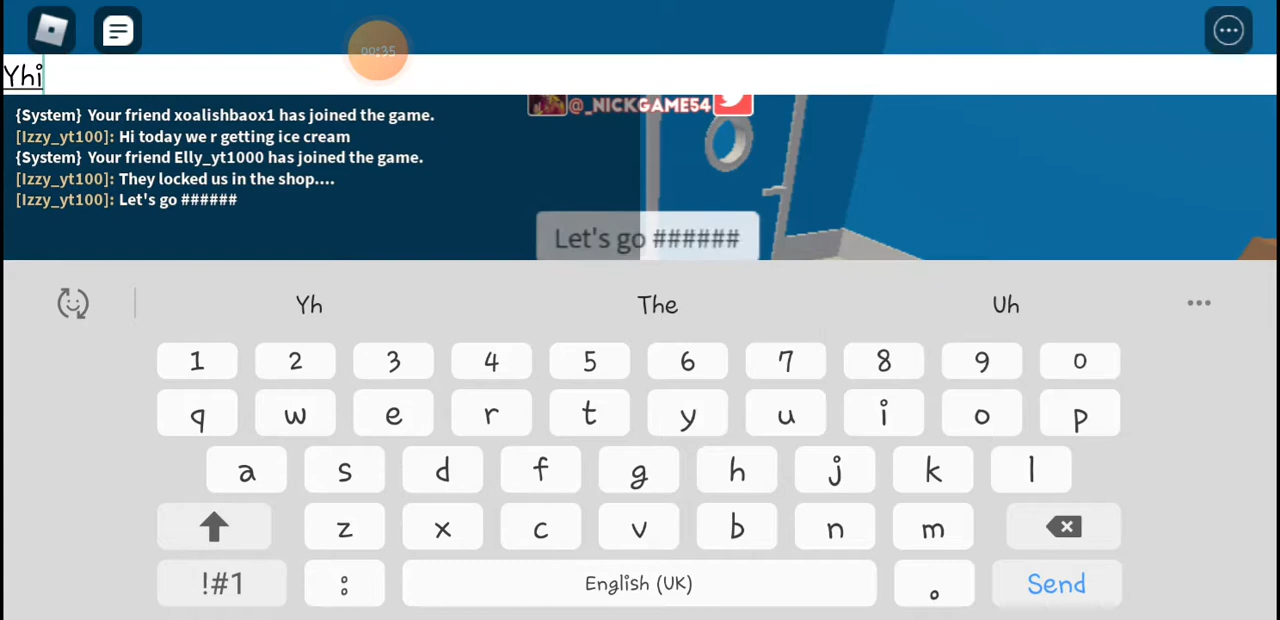 00:35
Yhi
@_NICKGAME54
{System} Your friend xoalishbaox1 has joined the game.
[Izzy_yt100]: Hi today we r getting ice cream
{System} Your friend Elly_yt1000 has joined the game.
[Izzy_yt100]: They locked us in the shop....
[Izzy_yt100]: Let's go ######
Let's go ######
Yh The Uh
1 2 3 4 5 6 7 8 9 0
q w e r t y u i o p
a s d f g h j k l
z x c v b n m
!#1 : English (UK) . Send